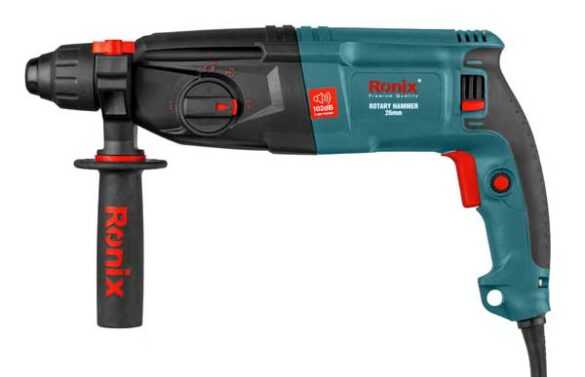 Ronix
Premium Quality
ROTARY HAMMER
26mm
102dB
Ronix